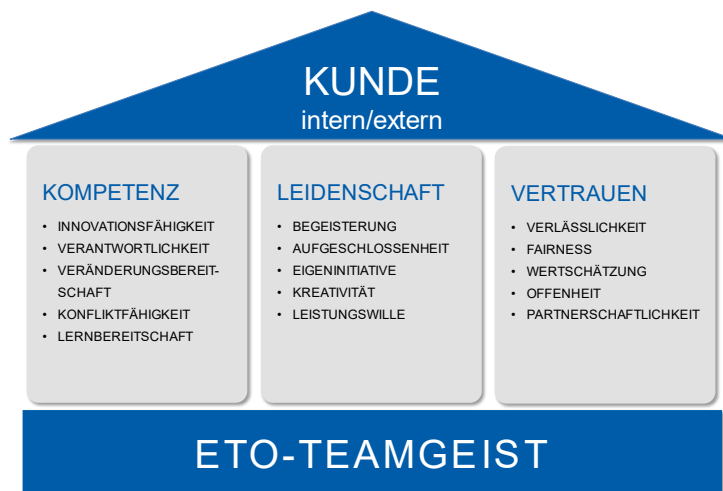 KUNDE
intern/extern
KOMPETENZ
• INNOVATIONSFÄHIGKEIT
• VERANTWORTLICHKEIT
• VERÄNDERUNGSBEREIT-
SCHAFT
• KONFLIKTFÄHIGKEIT
• LERNBEREITSCHAFT
LEIDENSCHAFT
• BEGEISTERUNG
• AUFGESCHLOSSENHEIT
• EIGENINITIATIVE
• KREATIVITÄT
• LEISTUNGSWILLE
VERTRAUEN
• VERLÄSSLICHKEIT
• FAIRNESS
• WERTSCHÄTZUNG
• OFFENHEIT
• PARTNERSCHAFTLICHKEIT
ETO-TEAMGEIST